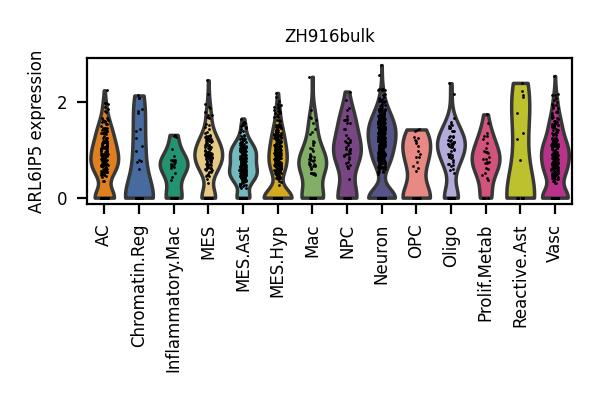 ZH916bulk
ARL6IP5 expression
2
0
AC
Chromatin.Reg
Inflammatory.Mac
MES
MES.Ast
MES.Hyp
Mac
NPC
Neuron
OPC
Oligo
Prolif.Metab
Reactive.Ast
Vasc